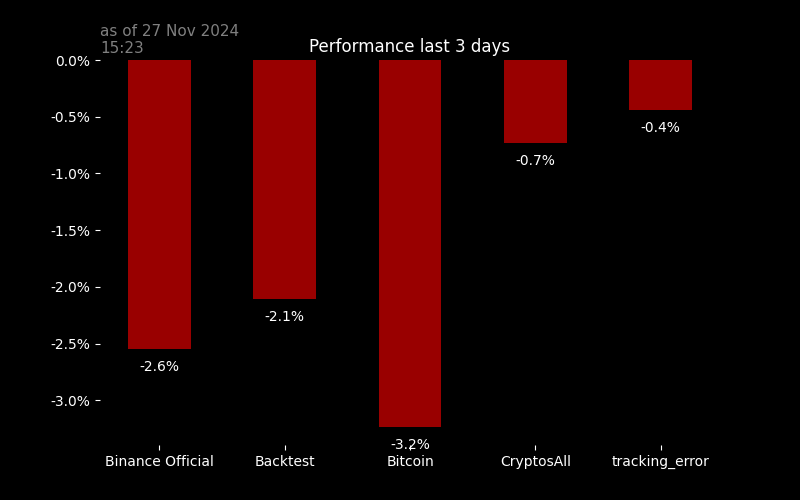 as of 27 Nov 2024
15:23
Performance last 3 days
0.0%
-0.5%
-1.0%
-1.5%
-2.0%
-2.5%
-3.0%
-2.6%
-2.1%
-3.2%
-0.7%
-0.4%
Binance Official
Backtest
Bitcoin
CryptosAll
tracking_error